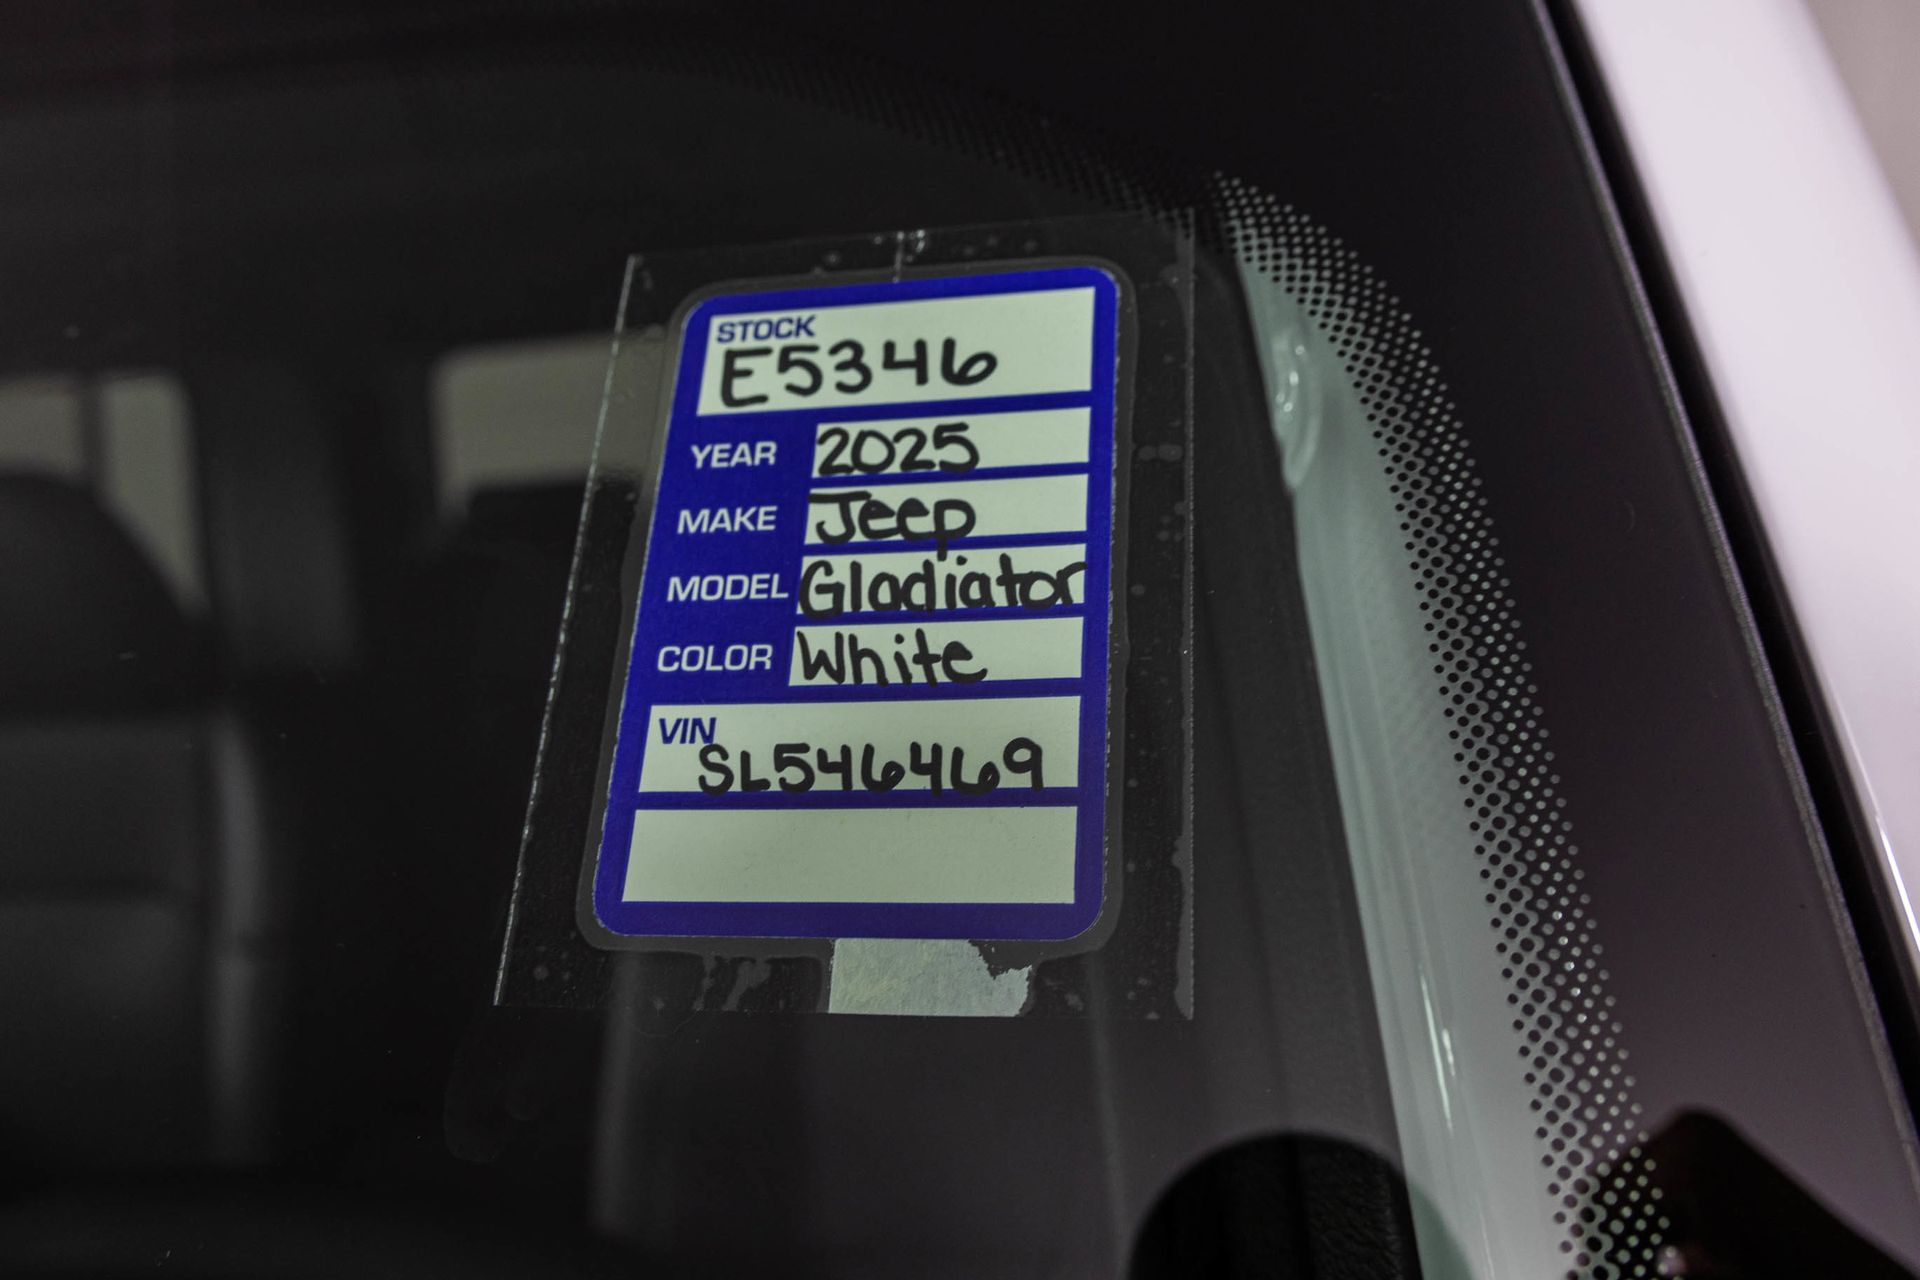 STOCK
E5346
YEAR 2025
MAKE Jeep
MODEL Gladiator
COLOR White
VIN
SL546469